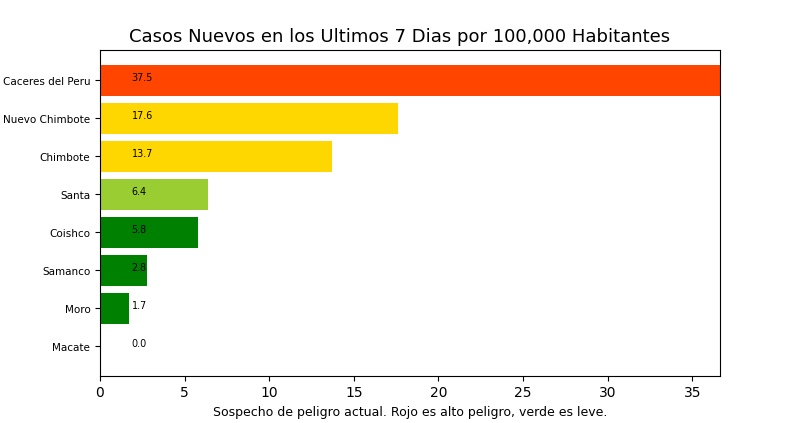 Casos Nuevos en los Ultimos 7 Dias por 100,000 Habitantes
Caceres del Peru 37.5
Nuevo Chimbote 17.6
Chimbote 13.7
Santa 6.4
Coishco 5.8
Samanco 2.8
Moro 1.7
Macate 0.0
0 5 10 15 20 25 30 35
Sospecho de peligro actual. Rojo es alto peligro, verde es leve.